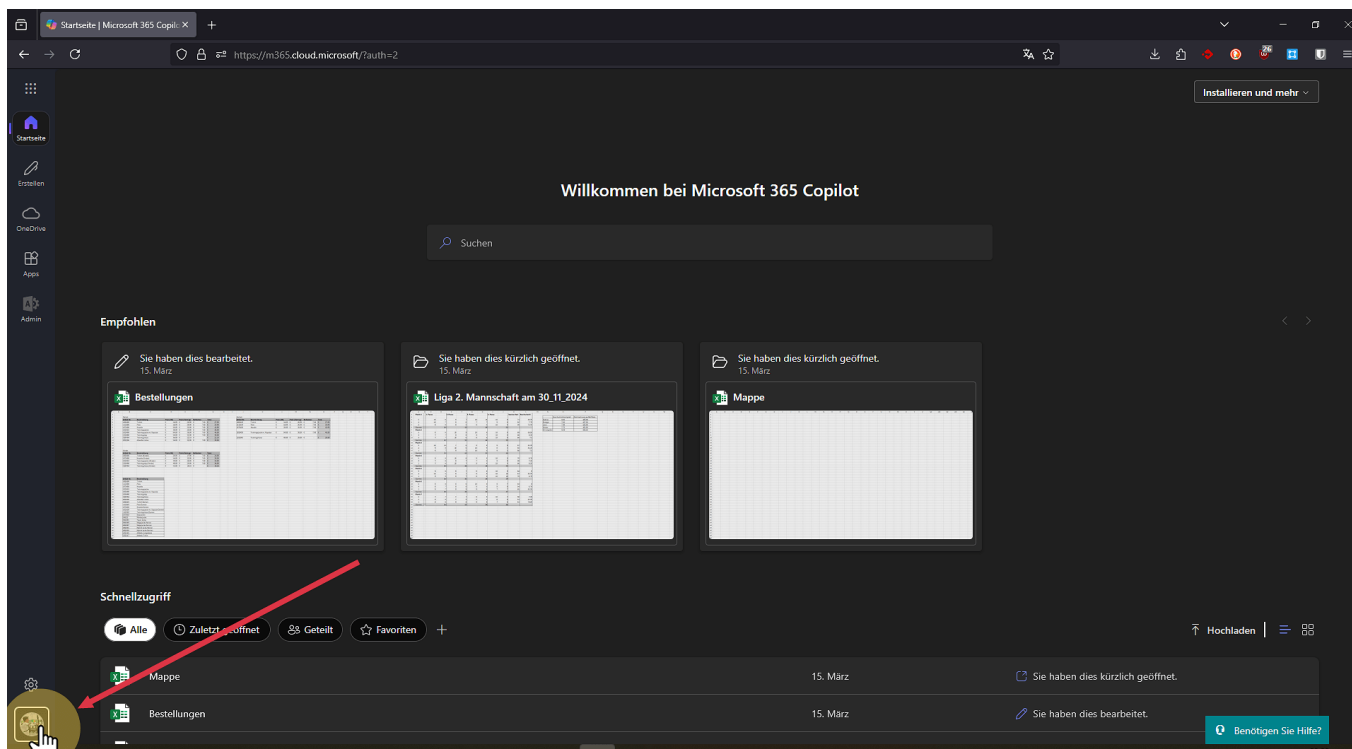 Startseite | Microsoft 365 Copilo
https://m365.cloud.microsoft/?auth=2
26
Installieren und mehr
Startseite
Erstellen
OneDrive
Apps
Admin
Willkommen bei Microsoft 365 Copilot
Suchen
Empfohlen
Sie haben dies bearbeitet.
15. März
Bestellungen
Sie haben dies kürzlich geöffnet.
15. März
Liga 2. Mannschaft am 30_11_2024
Sie haben dies kürzlich geöffnet.
15. März
Mappe
Schnellzugriff
Alle
Zuletzt geöffnet
Geteilt
Favoriten
Hochladen
Mappe 15. März Sie haben dies kürzlich geöffnet.
Bestellungen 15. März Sie haben dies bearbeitet.
Benötigen Sie Hilfe?